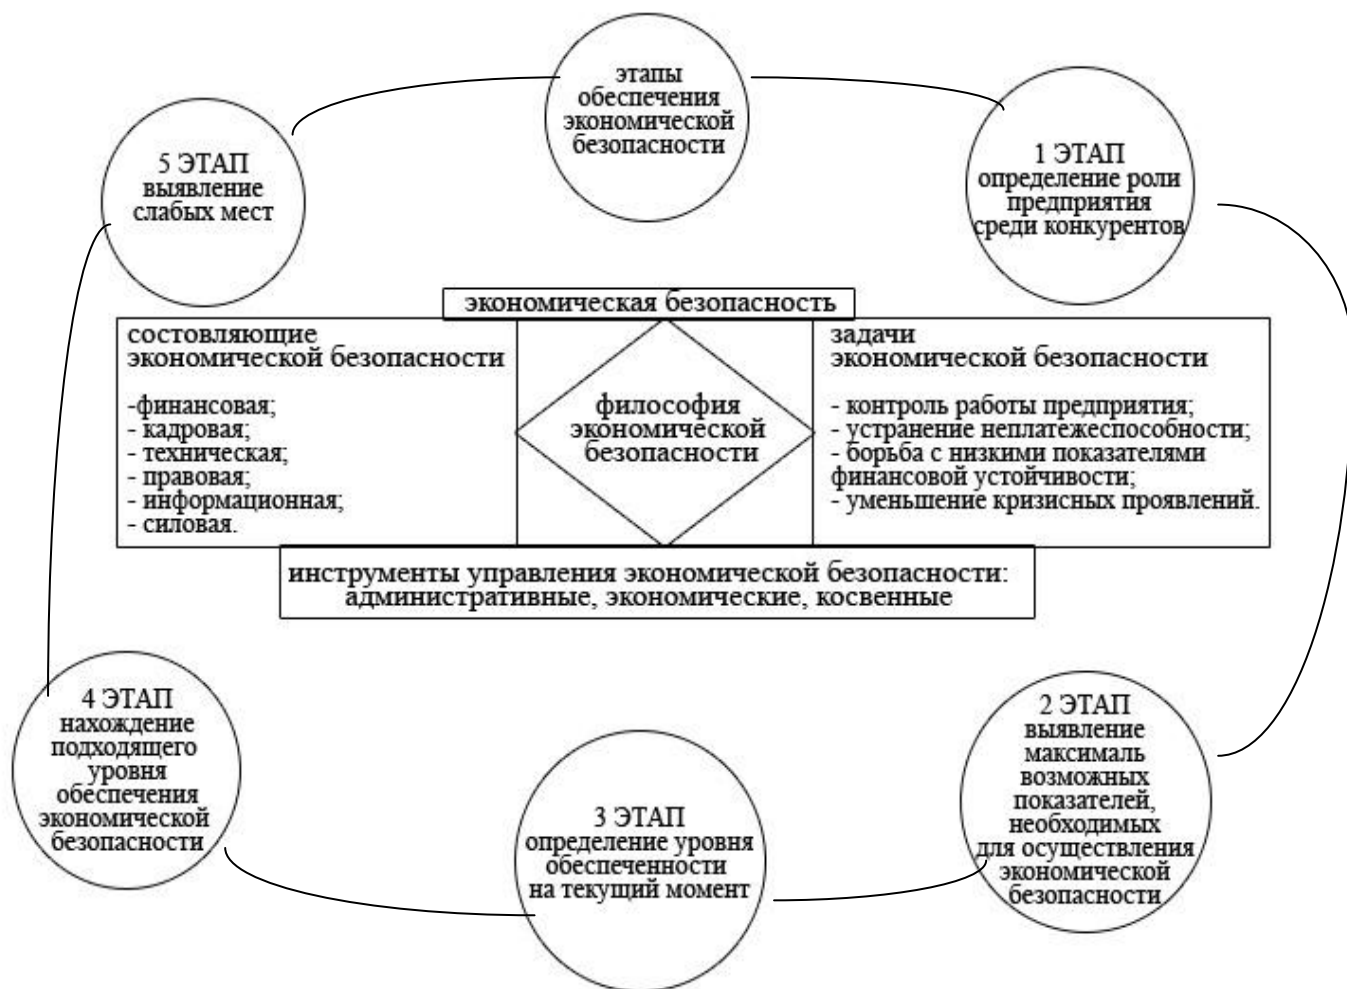 этапы
обеспечения
экономической
безопасности
1 ЭТАП
определение роли
предприятия
среди конкурентов
5 ЭТАП
выявление
слабых мест
экономическая безопасность
состовляющие
экономической безопасности
-финансовая;
- кадровая;
- техническая;
- правовая;
- информационная;
- силовая.
философия
экономической
безопасности
задачи
экономической безопасности
- контроль работы предприятия;
- устранение неплатежеспособности;
- борьба с низкими показателями
финансовой устойчивости;
- уменьшение кризисных проявлений.
инструменты управления экономической безопасности:
административные, экономические, косвенные
4 ЭТАП
нахождение
подходящего
уровня
обеспечения
экономической
безопасности
3 ЭТАП
определение уровня
обеспеченности
на текущий момент
2 ЭТАП
выявление
максималь
возможных
показателей,
необходимых
для осуществления
экономической
безопасности